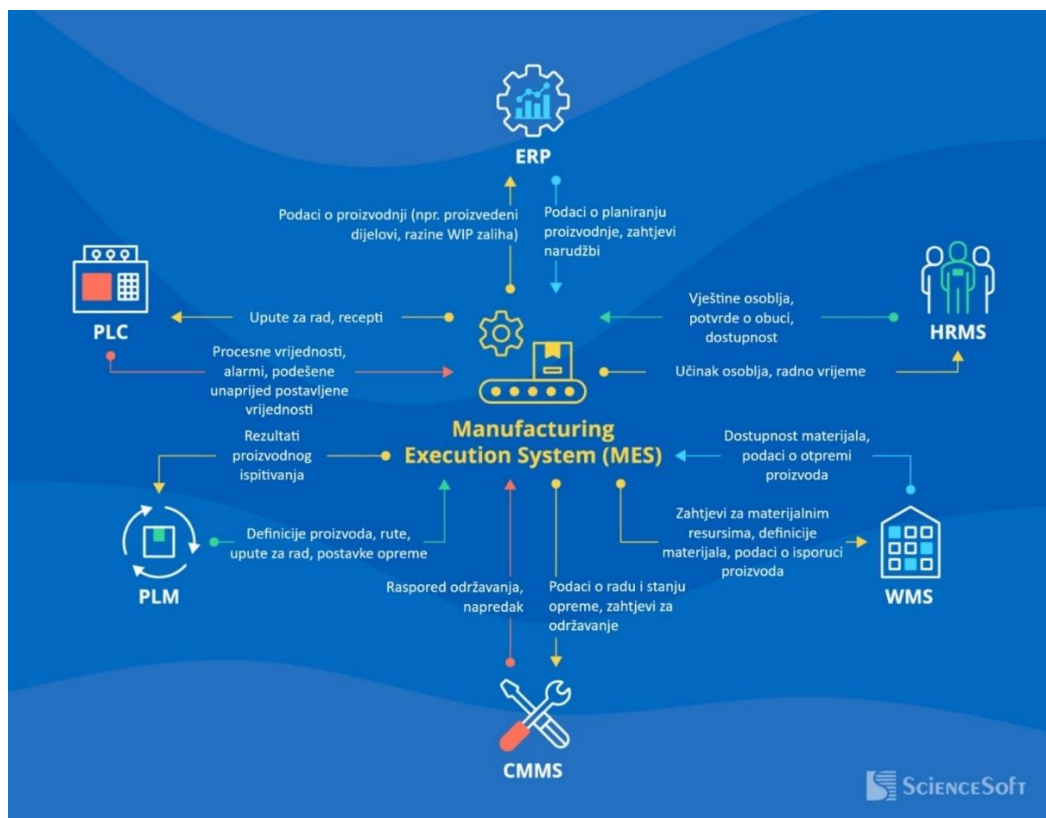 ERP
Podaci o proizvodnji (npr. proizvedeni
dijelovi, razine WIP zaliha)
Podaci o planiranju
proizvodnje, zahtjevi
narudžbi
PLC
Upute za rad, recepti
Procesne vrijednosti,
alarmi, podešene
unaprijed postavljene
vrijednosti
Vještine osoblja,
potvrde o obuci,
dostupnost
HRMS
Učinak osoblja, radno vrijeme
Manufacturing
Execution System (MES)
Rezultati
proizvodnog
ispitivanja
Dostupnost materijala,
podaci o otpremi
proizvoda
PLM
Definicije proizvoda, rute,
upute za rad, postavke opreme
Zahtjevi za materijalnim
resursima, definicije
materijala, podaci o isporuci
proizvoda
WMS
Raspored održavanja,
napredak
Podaci o radu i stanju
opreme, zahtjevi za
održavanje
CMMS
ScienceSoft